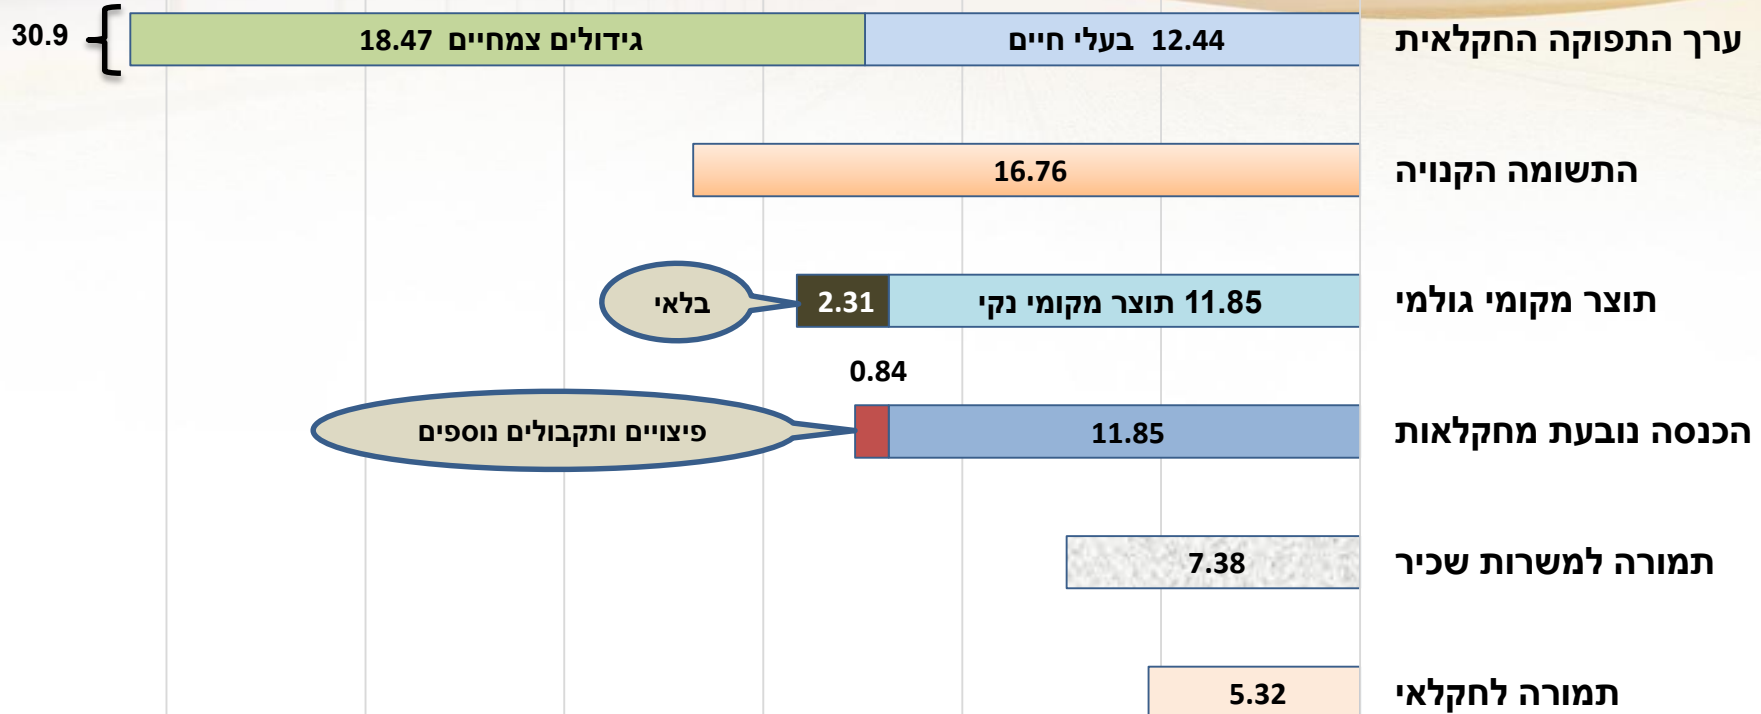 ערך התפוקה החקלאית
12.44 בעלי חיים
גידולים צמחיים 18.47
30.9
התשומה הקנויה
16.76
תוצר מקומי גולמי
11.85 תוצר מקומי נקי
2.31
בלאי
הכנסה נובעת מחקלאות
11.85
0.84
פיצויים ותקבולים נוספים
תמורה למשרות שכיר
7.38
תמורה לחקלאי
5.32